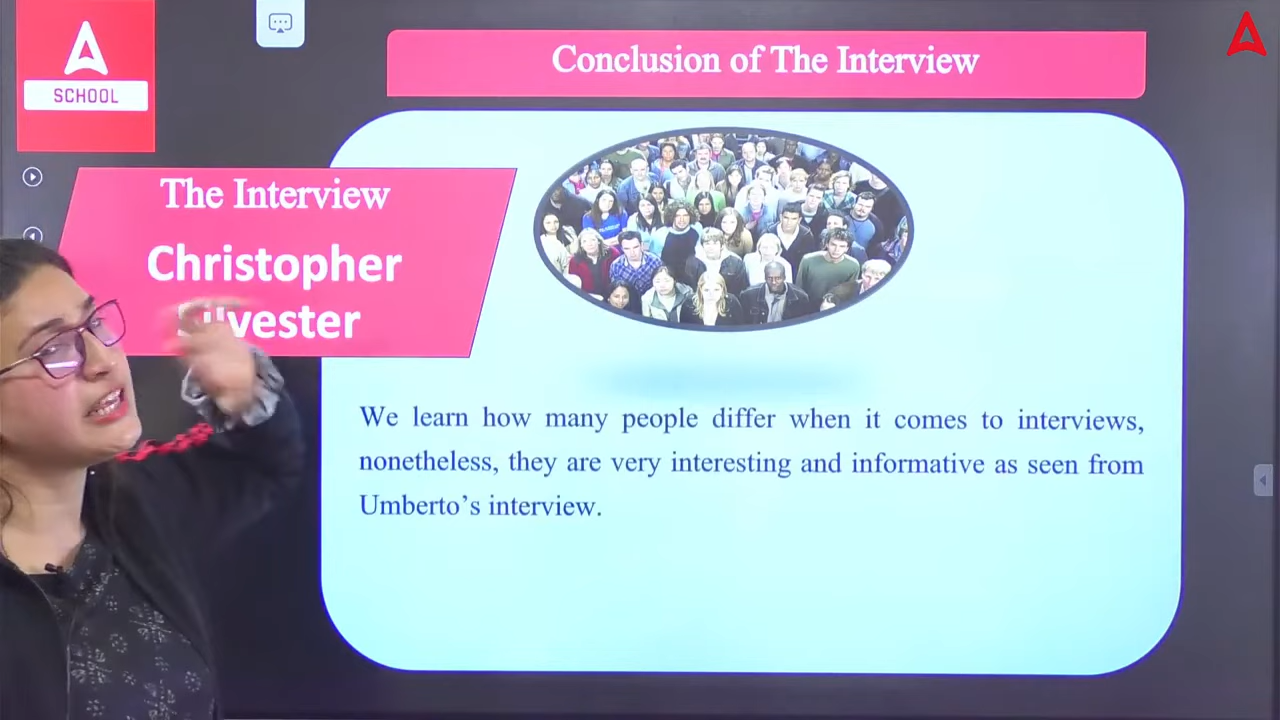 SCHOOL
Conclusion of The Interview
The Interview
Christopher
Silvester
We learn how many people differ when it comes to interviews,
nonetheless, they are very interesting and informative as seen from
Umberto’s interview.